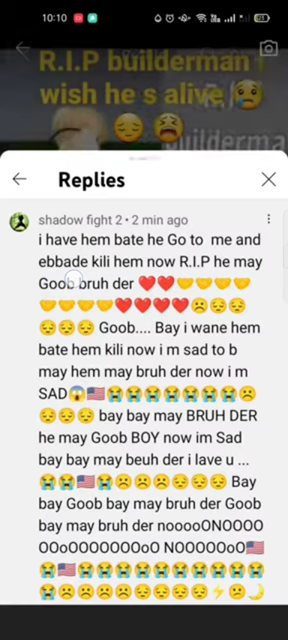 10:10
R.I.P builderman i
wish he s alive 😢
😔 😫
builderma
Replies
shadow fight 2 • 2 min ago
i have hem bate he Go to me and
ebbade kili hem now R.I.P he may
Goob bruh der ❤️❤️🤝🤝🤝🤝
🤝🤝🤝🤝❤️❤️❤️❤️☹️😔😔
😔😔😔 Goob.... Bay i wane hem
bate hem kili now i m sad to b
may hem may bruh der now i m
SAD😱🇺🇸😭😭😭😭😭😭😭☹️
😔😔😔 bay bay may BRUH DER
he may Goob BOY now im Sad
bay bay may beuh der i lave u ...
😭😭🇺🇸😭☹️☹️☹️😔😔😔 Bay
bay Goob bay may bruh der Goob
bay may bruh der nooooONOOOO
OOoOOOOOOOoO NOOOOOoO🇺🇸
😭🇺🇸😭😭😭😭😭😭😭😭😭😭
😭☹️☹️☹️☹️😔😔😔⚡😕🌙